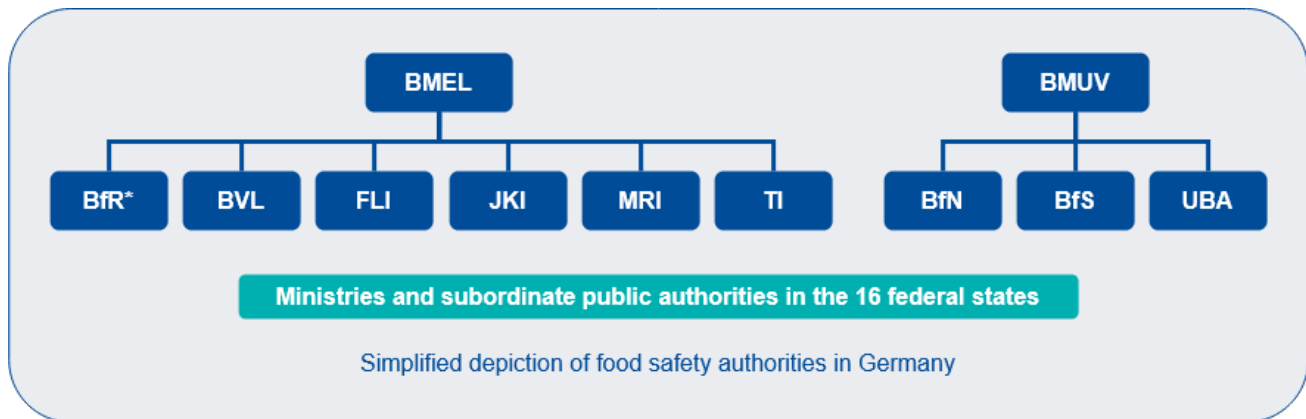 BMEL
BMUV
BfR*
BVL
FLI
JKI
MRI
TI
BfN
BfS
UBA
Ministries and subordinate public authorities in the 16 federal states
Simplified depiction of food safety authorities in Germany